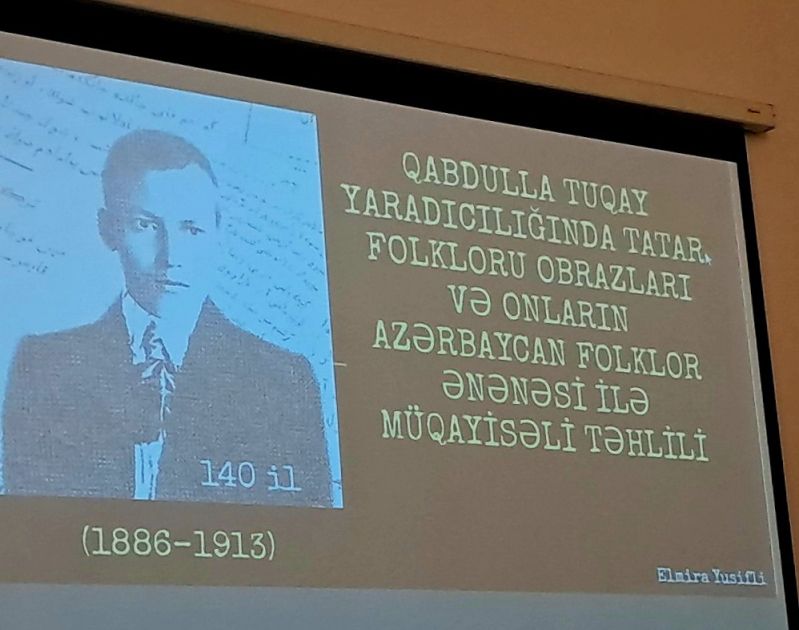 QABDULLA TUQAY
YARADICILIĞINDA TATAR
FOLKLORU OBRAZLARI
VƏ ONLARIN
AZƏRBAYCAN FOLKLOR
ƏNƏNƏSİ İLƏ
MÜQAYİSƏLİ TƏHLİLİ
140 il
(1886-1913)
Elmira Yusifli